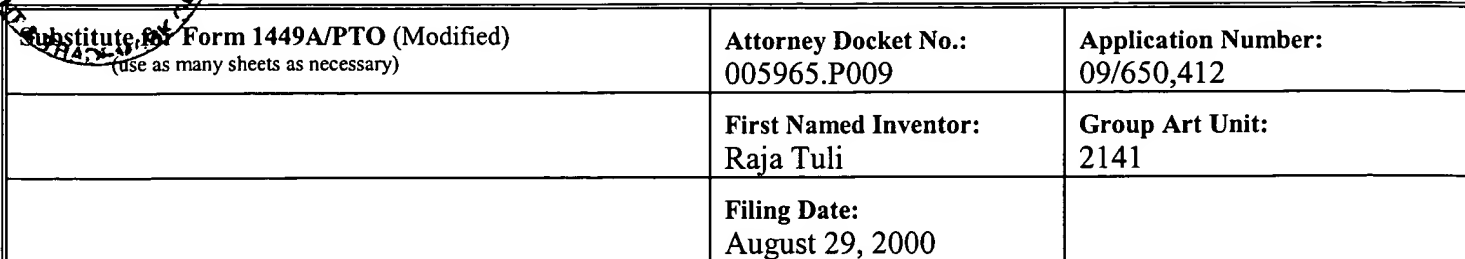 Substitute for Form 1449A/PTO (Modified)
(use as many sheets as necessary)
Attorney Docket No.:
005965.P009
Application Number:
09/650,412
First Named Inventor:
Raja Tuli
Group Art Unit:
2141
Filing Date:
August 29, 2000